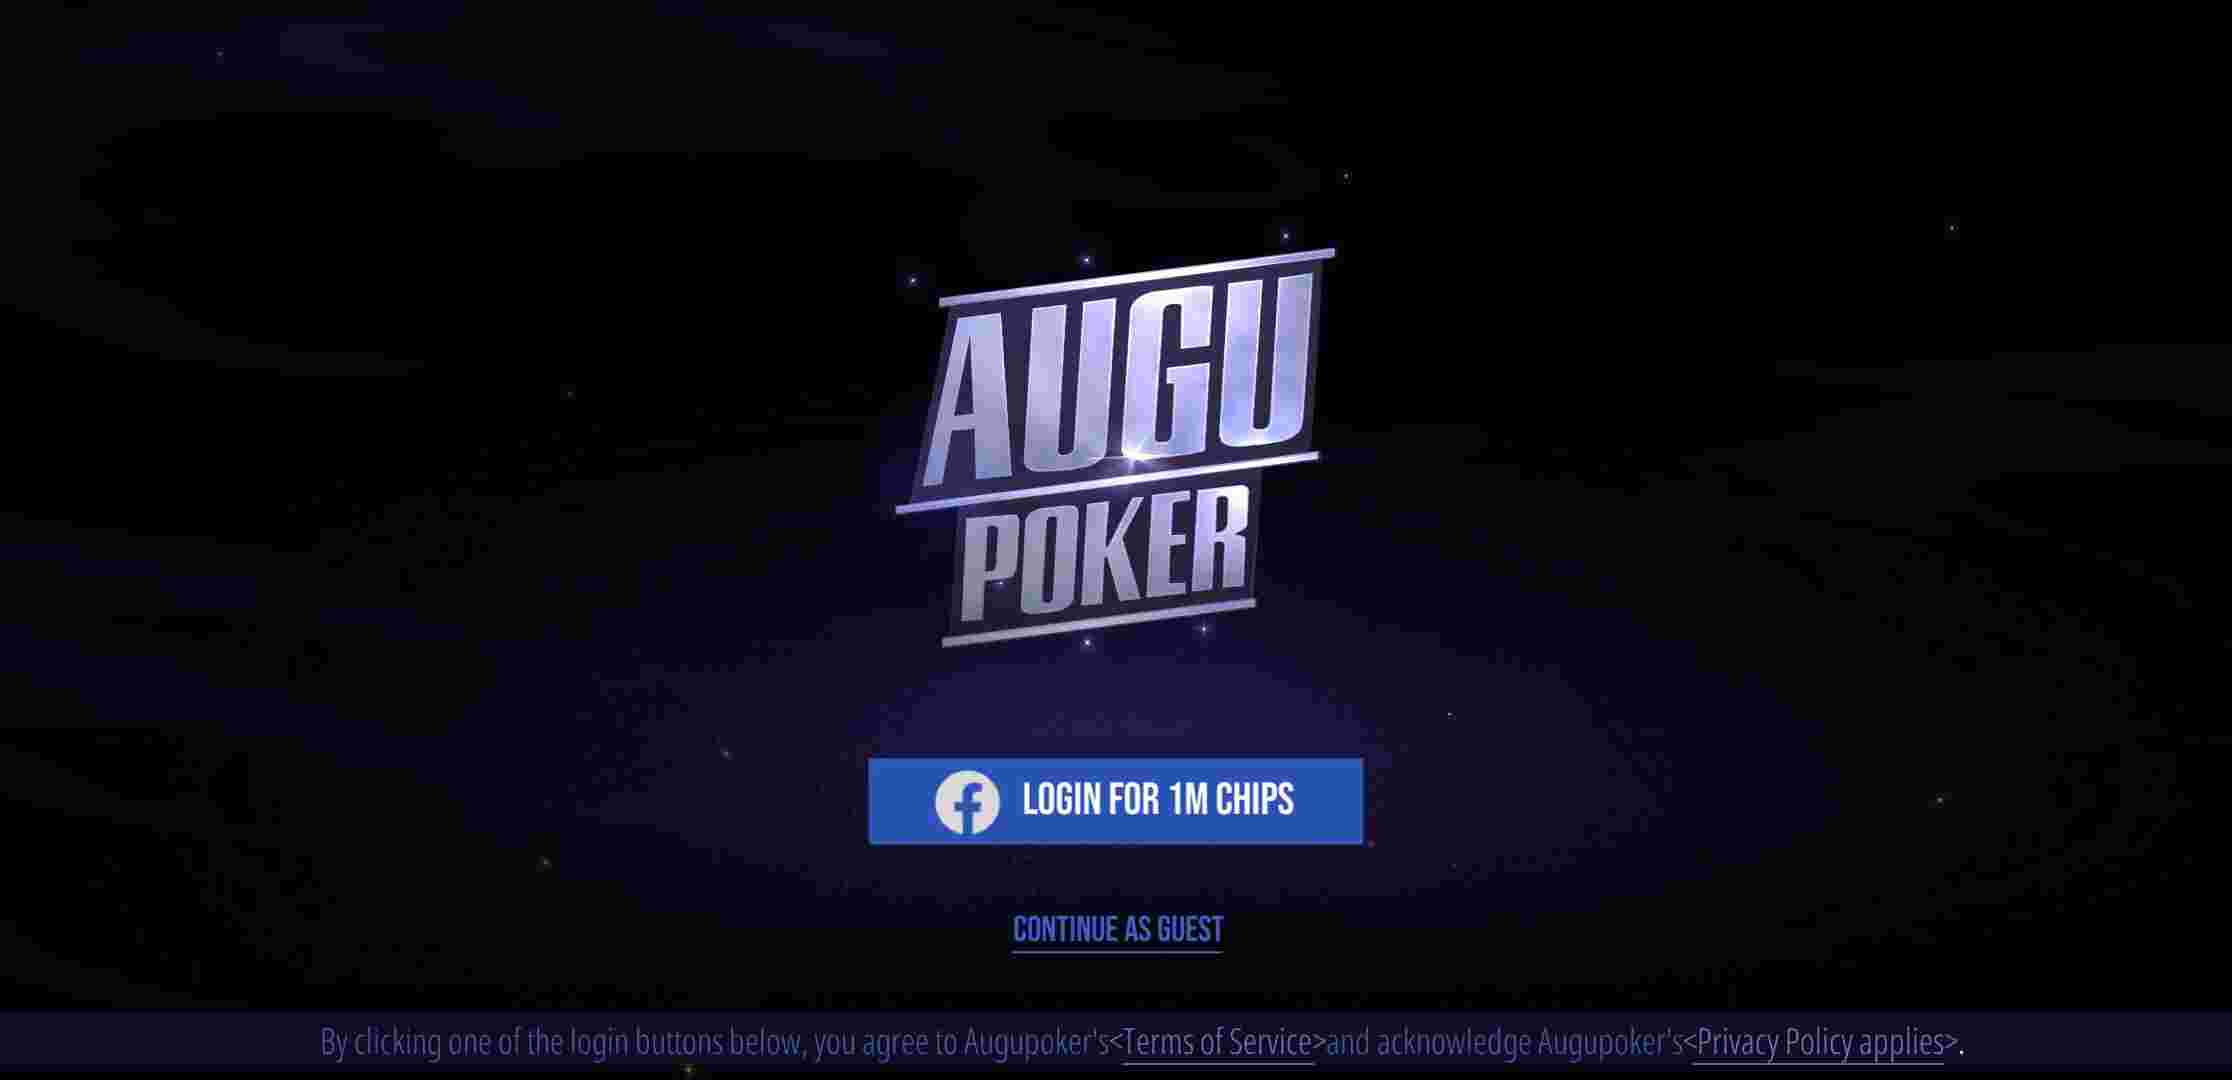 AUGU
POKER
LOGIN FOR 1M CHIPS
CONTINUE AS GUEST
By clicking one of the login buttons below, you agree to Augupoker's<Terms of Service>and acknowledge Augupoker's<Privacy Policy applies>.